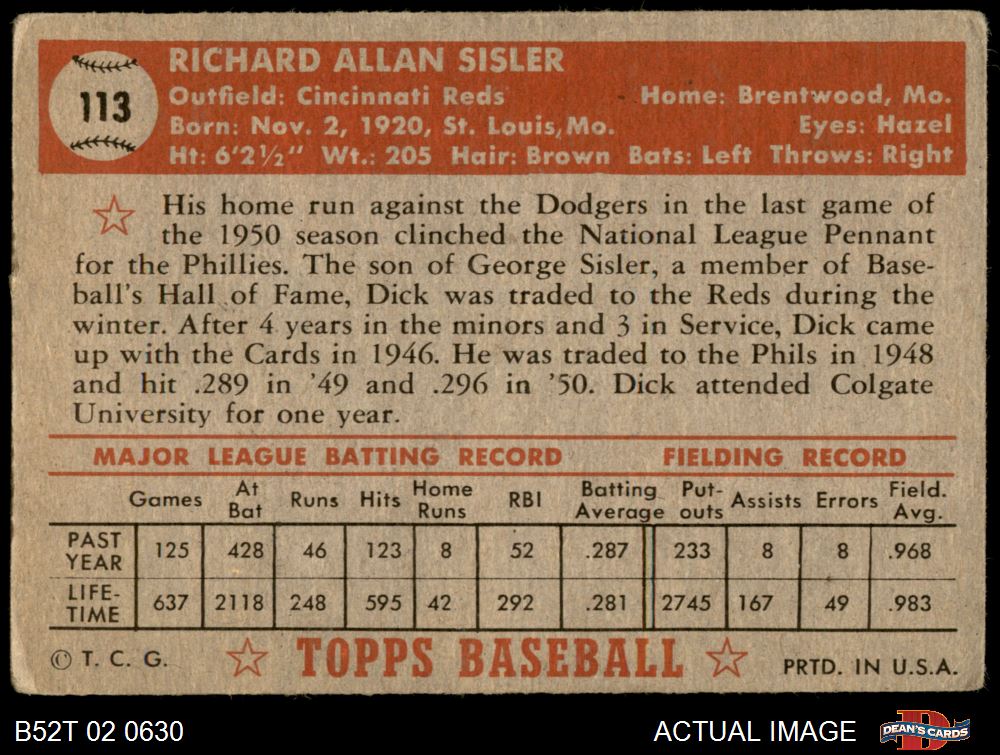 113
RICHARD ALLAN SISLER
Outfield: Cincinnati Reds Home: Brentwood, Mo.
Born: Nov. 2, 1920, St. Louis, Mo. Eyes: Hazel
Ht: 6'2½" Wt.: 205 Hair: Brown Bats: Left Throws: Right
His home run against the Dodgers in the last game of
the 1950 season clinched the National League Pennant
for the Phillies. The son of George Sisler, a member of Base-
ball's Hall of Fame, Dick was traded to the Reds during the
winter. After 4 years in the minors and 3 in Service, Dick came
up with the Cards in 1946. He was traded to the Phils in 1948
and hit .289 in '49 and .296 in '50. Dick attended Colgate
University for one year.
MAJOR LEAGUE BATTING RECORD FIELDING RECORD
Games At Bat Runs Hits Home Runs RBI Batting Average Put-outs Assists Errors Field. Avg.
PAST YEAR 125 428 46 123 8 52 .287 233 8 8 .968
LIFE-TIME 637 2118 248 595 42 292 .281 2745 167 49 .983
© T. C. G. TOPPS BASEBALL PRTD. IN U.S.A.
B52T 02 0630 ACTUAL IMAGE D DEAN'S CARDS